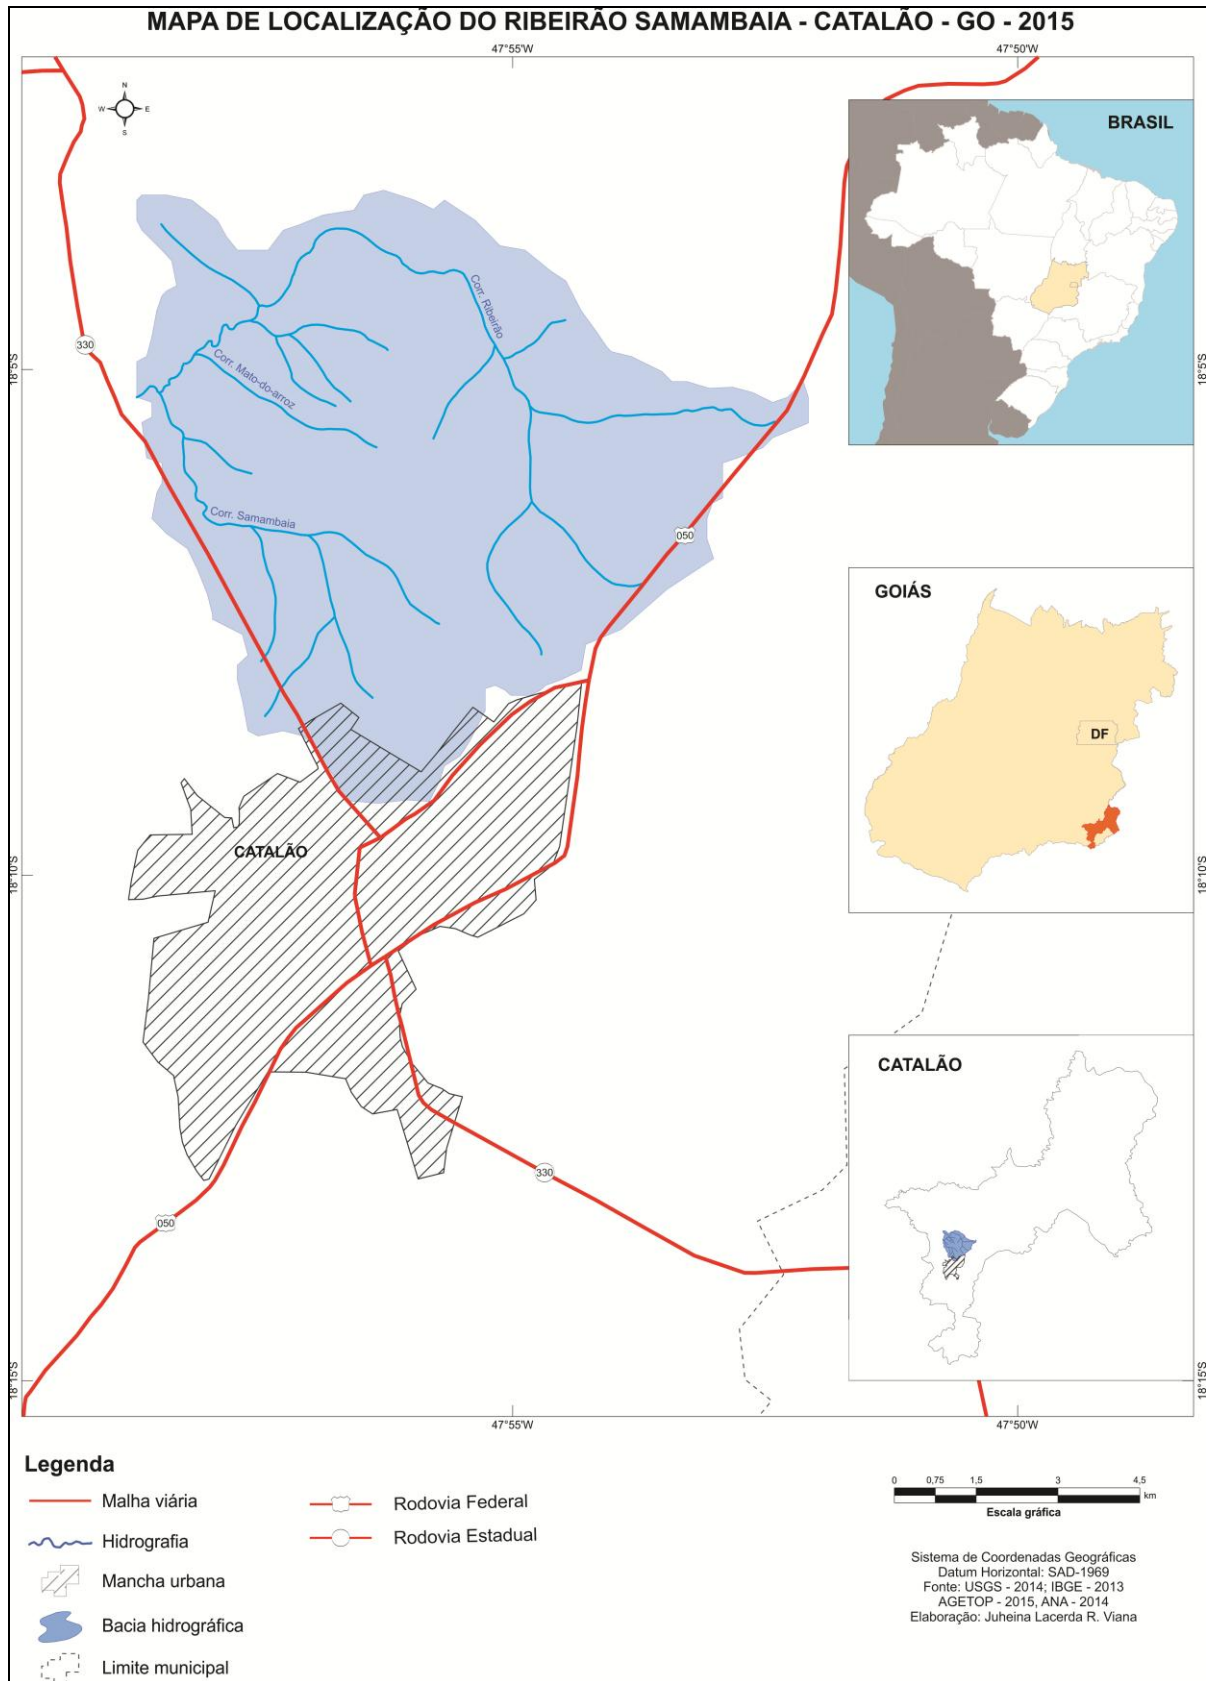 MAPA DE LOCALIZAÇÃO DO RIBEIRÃO SAMAMBAIA - CATALÃO - GO - 2015
47°55'W
47°50'W
N
W
E
S
BRASIL
Corr. Ribeirão
330
Corr. Mato-do-arroz
18°5'S
18°5'S
Corr. Samambaia
050
GOIÁS
DF
CATALÃO
18°10'S
18°10'S
CATALÃO
330
050
18°15'S
18°15'S
47°55'W
47°50'W
Legenda
Malha viária
Hidrografia
Mancha urbana
Bacia hidrográfica
Limite municipal
Rodovia Federal
Rodovia Estadual
0 0,75 1,5 3 4,5
km
Escala gráfica
Sistema de Coordenadas Geográficas
Datum Horizontal: SAD-1969
Fonte: USGS - 2014; IBGE - 2013
AGETOP - 2015, ANA - 2014
Elaboração: Juheina Lacerda R. Viana